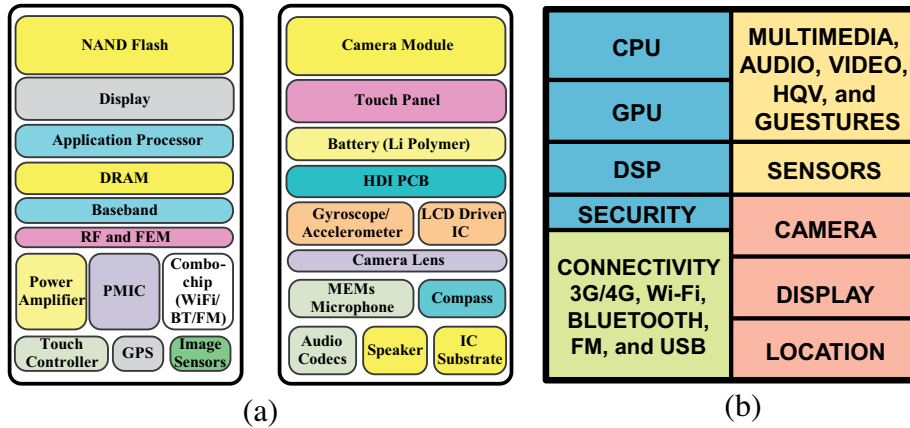 NAND Flash
Display
Application Processor
DRAM
Baseband
RF and FEM
Power
Amplifier
PMIC
Combo-
chip
(WiFi/
BT/FM)
Touch
Controller
GPS
Image
Sensors
Camera Module
Touch Panel
Battery (Li Polymer)
HDI PCB
Gyroscope/
Accelerometer
LCD Driver
IC
Camera Lens
MEMs
Microphone
Compass
Audio
Codecs
Speaker
IC
Substrate
(a)
CPU
GPU
DSP
SECURITY
CONNECTIVITY
3G/4G, Wi-Fi,
BLUETOOTH,
FM, and USB
MULTIMEDIA,
AUDIO, VIDEO,
HQV, and
GUESTURES
SENSORS
CAMERA
DISPLAY
LOCATION
(b)